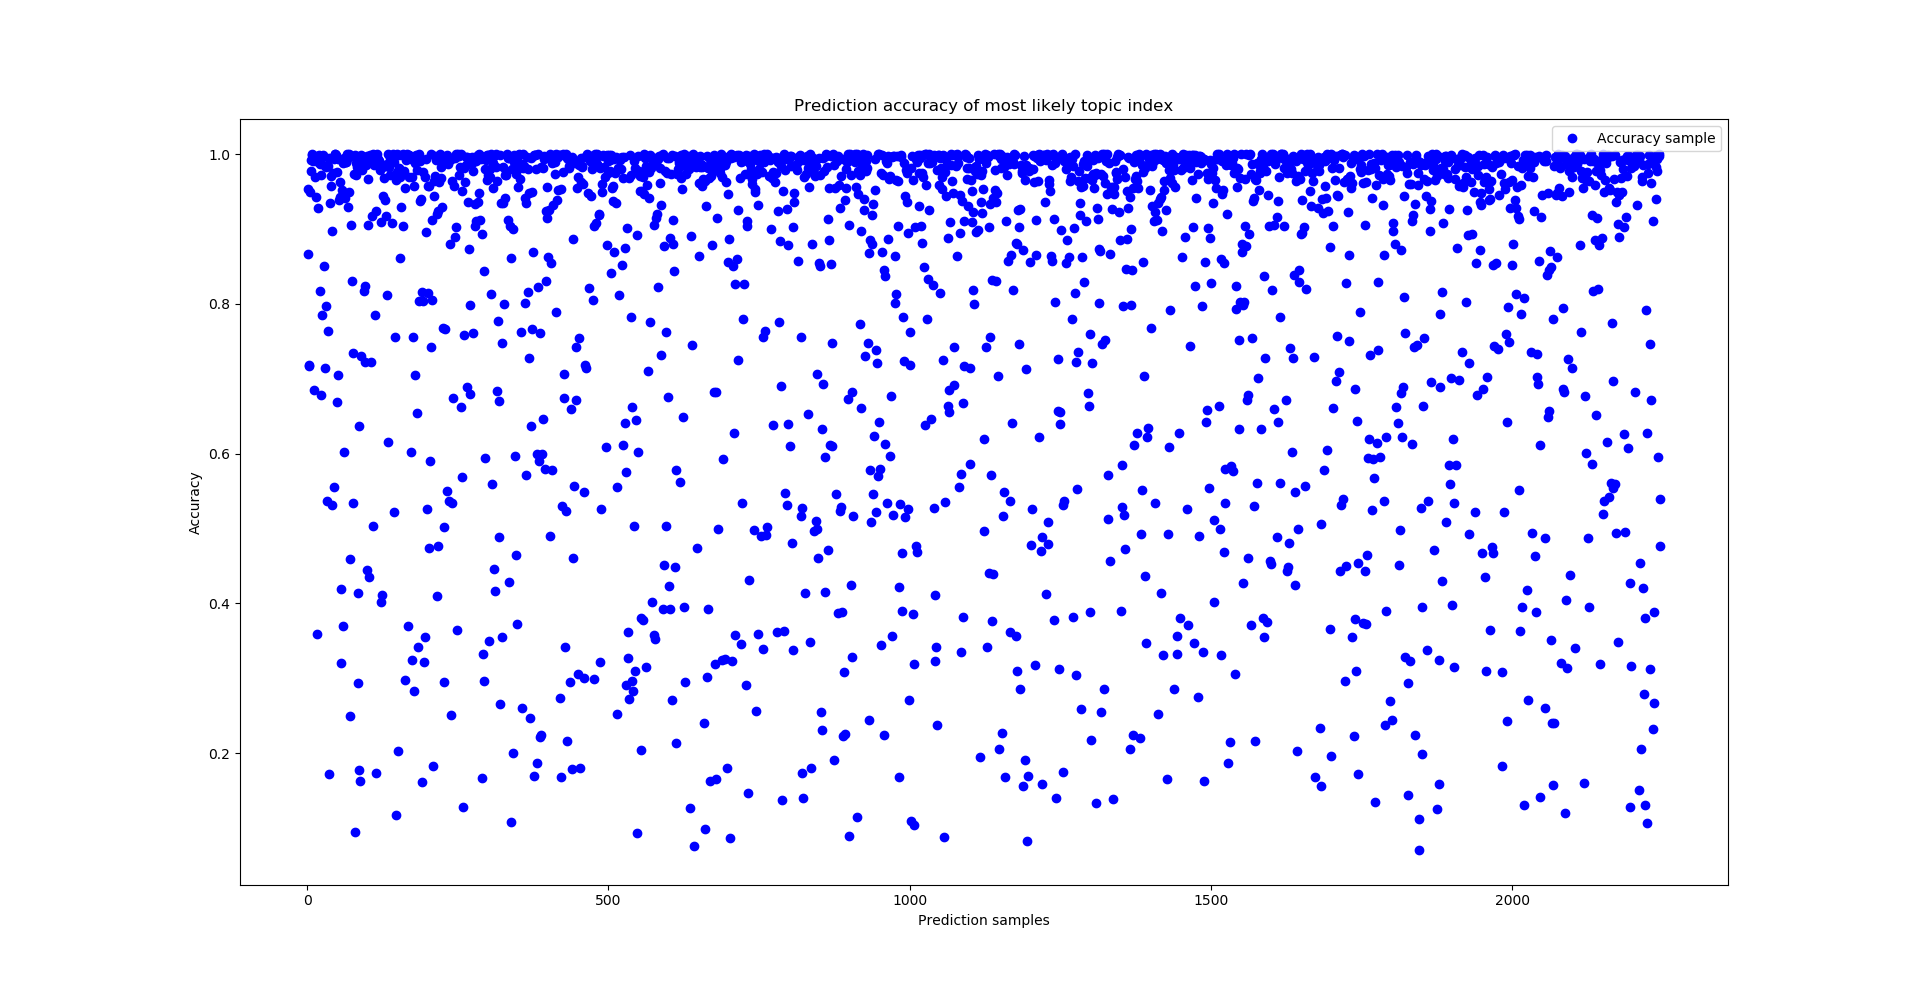 Prediction accuracy of most likely topic index
Accuracy sample
1.0
0.8
0.6
0.4
0.2
Accuracy
0 500 1000 1500 2000
Prediction samples